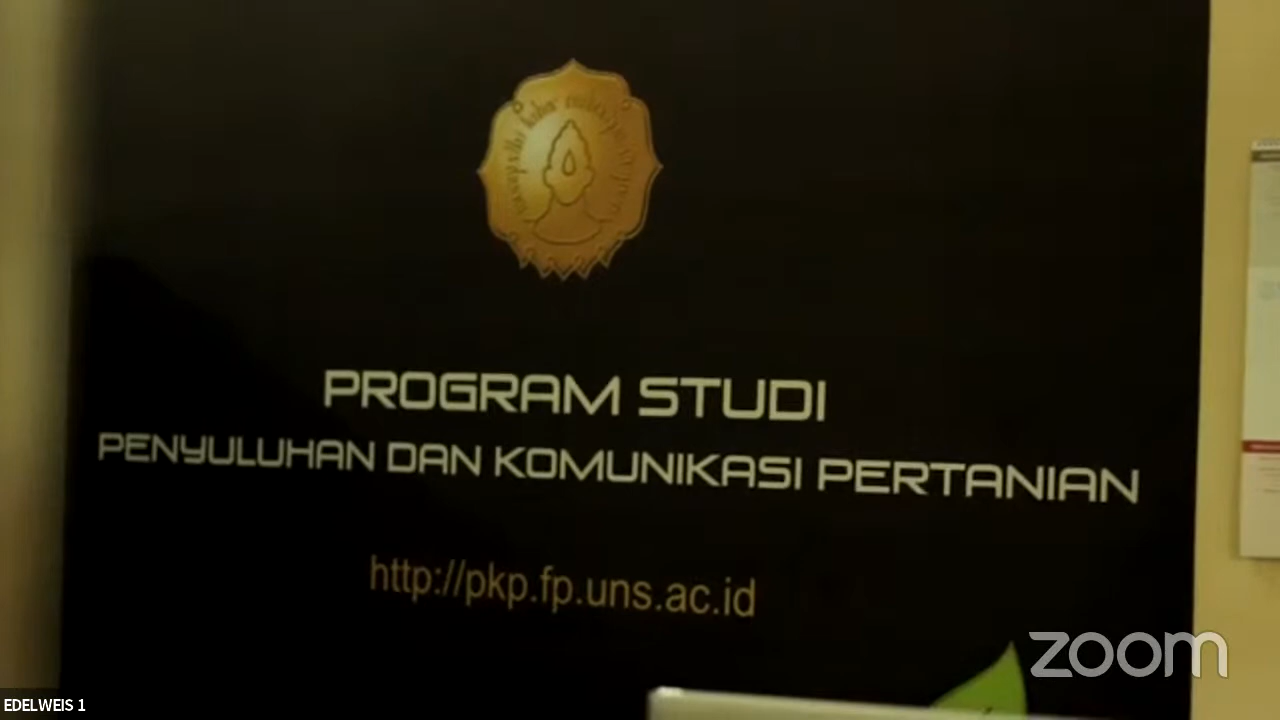 PROGRAM STUDI
PENYULUHAN DAN KOMUNIKASI PERTANIAN
http://pkp.fp.uns.ac.id
zoom
EDELWEIS 1